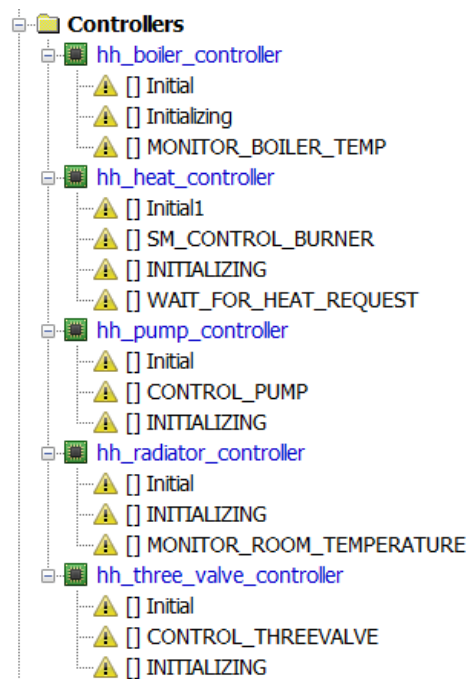 Controllers
hh_boiler_controller
[] Initial
[] Initializing
[] MONITOR_BOILER_TEMP
hh_heat_controller
[] Initial1
[] SM_CONTROL_BURNER
[] INITIALIZING
[] WAIT_FOR_HEAT_REQUEST
hh_pump_controller
[] Initial
[] CONTROL_PUMP
[] INITIALIZING
hh_radiator_controller
[] Initial
[] INITIALIZING
[] MONITOR_ROOM_TEMPERATURE
hh_three_valve_controller
[] Initial
[] CONTROL_THREEVALVE
[] INITIALIZING